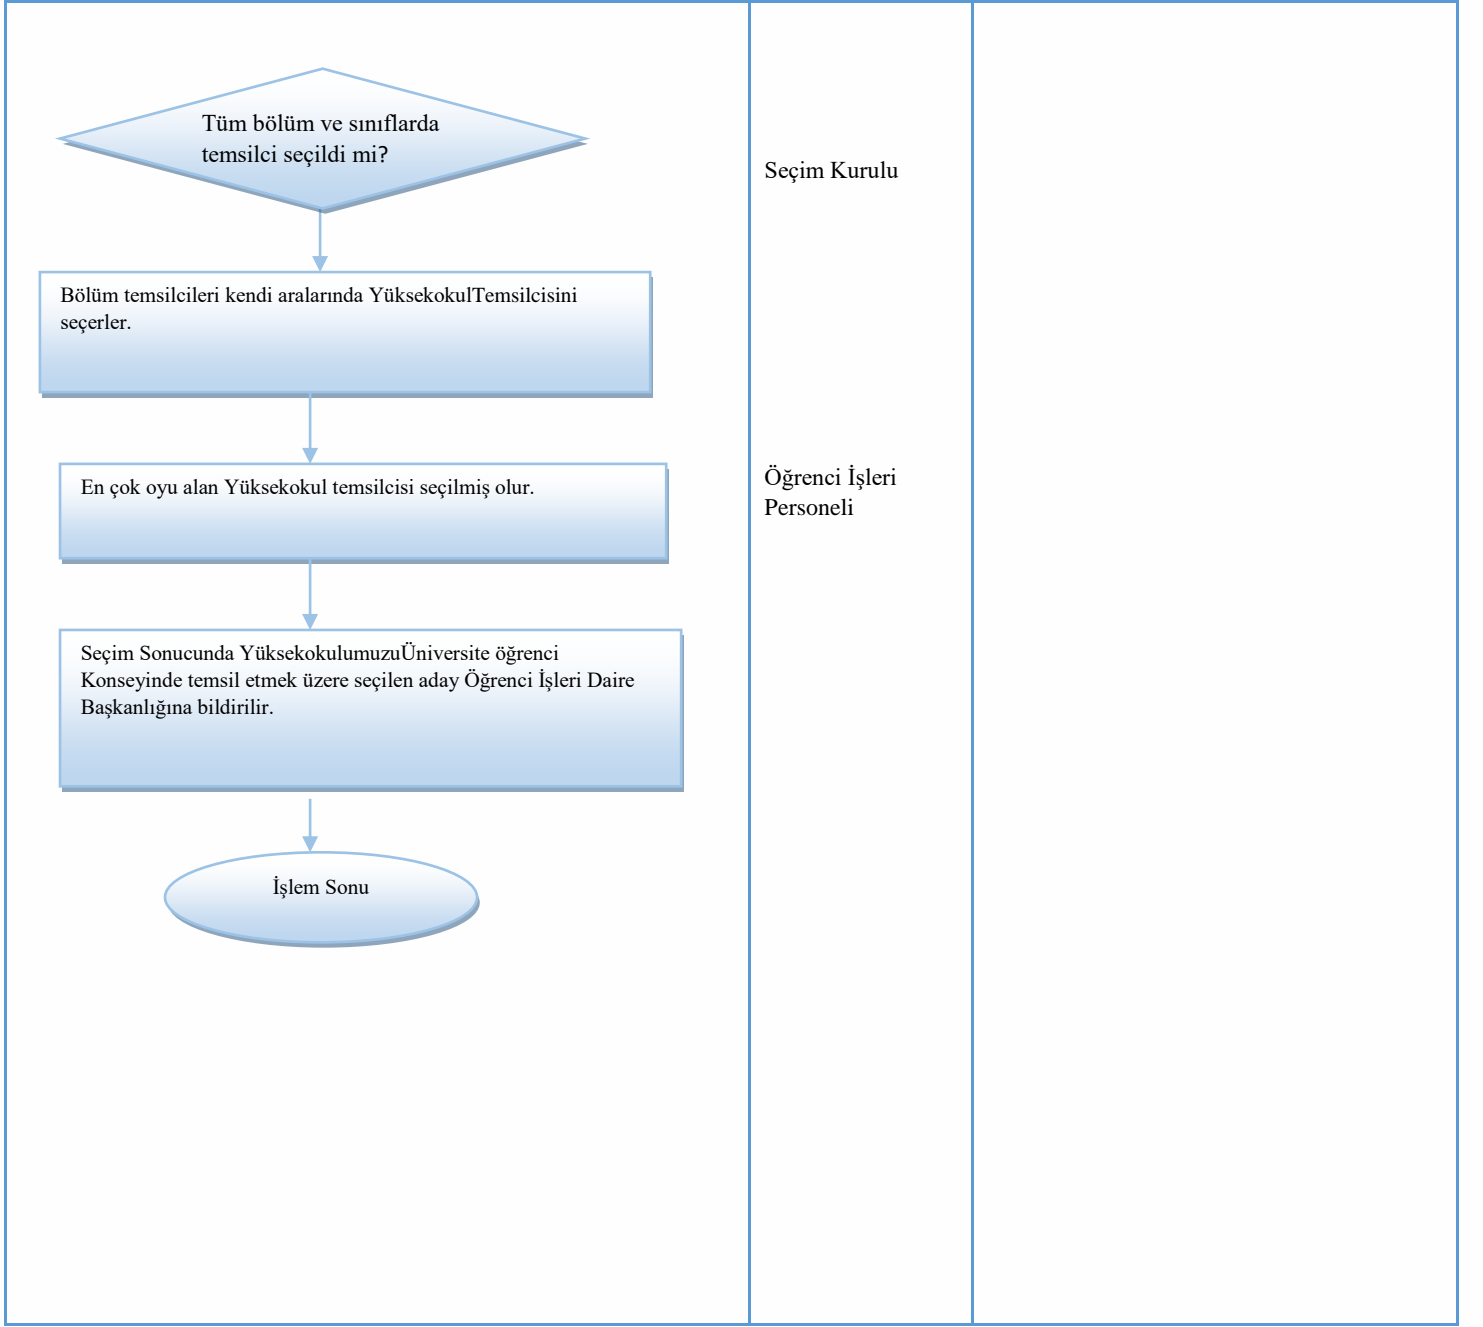 Tüm bölüm ve sınıflarda
temsilci seçildi mi?
Seçim Kurulu
Bölüm temsilcileri kendi aralarında YüksekokulTemsilcisini
seçerler.
En çok oyu alan Yüksekokul temsilcisi seçilmiş olur.
Öğrenci İşleri
Personeli
Seçim Sonucunda YüksekokulumuzuÜniversite öğrenci
Konseyinde temsil etmek üzere seçilen aday Öğrenci İşleri Daire
Başkanlığına bildirilir.
İşlem Sonu